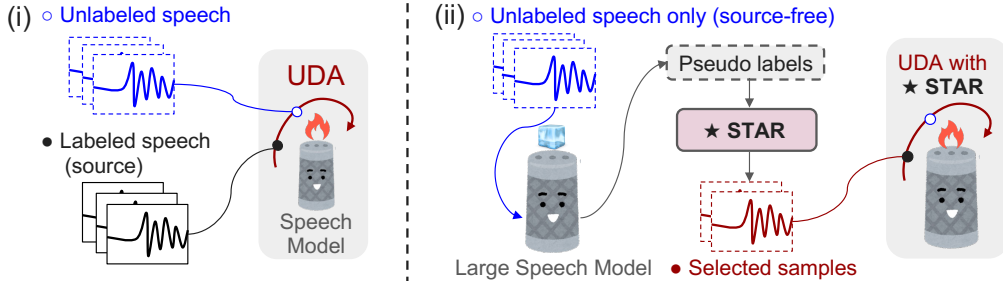 (i)
○ Unlabeled speech
UDA
● Labeled speech
(source)
Speech
Model
(ii)
○ Unlabeled speech only (source-free)
Pseudo labels
★ STAR
Large Speech Model
● Selected samples
UDA with
★ STAR